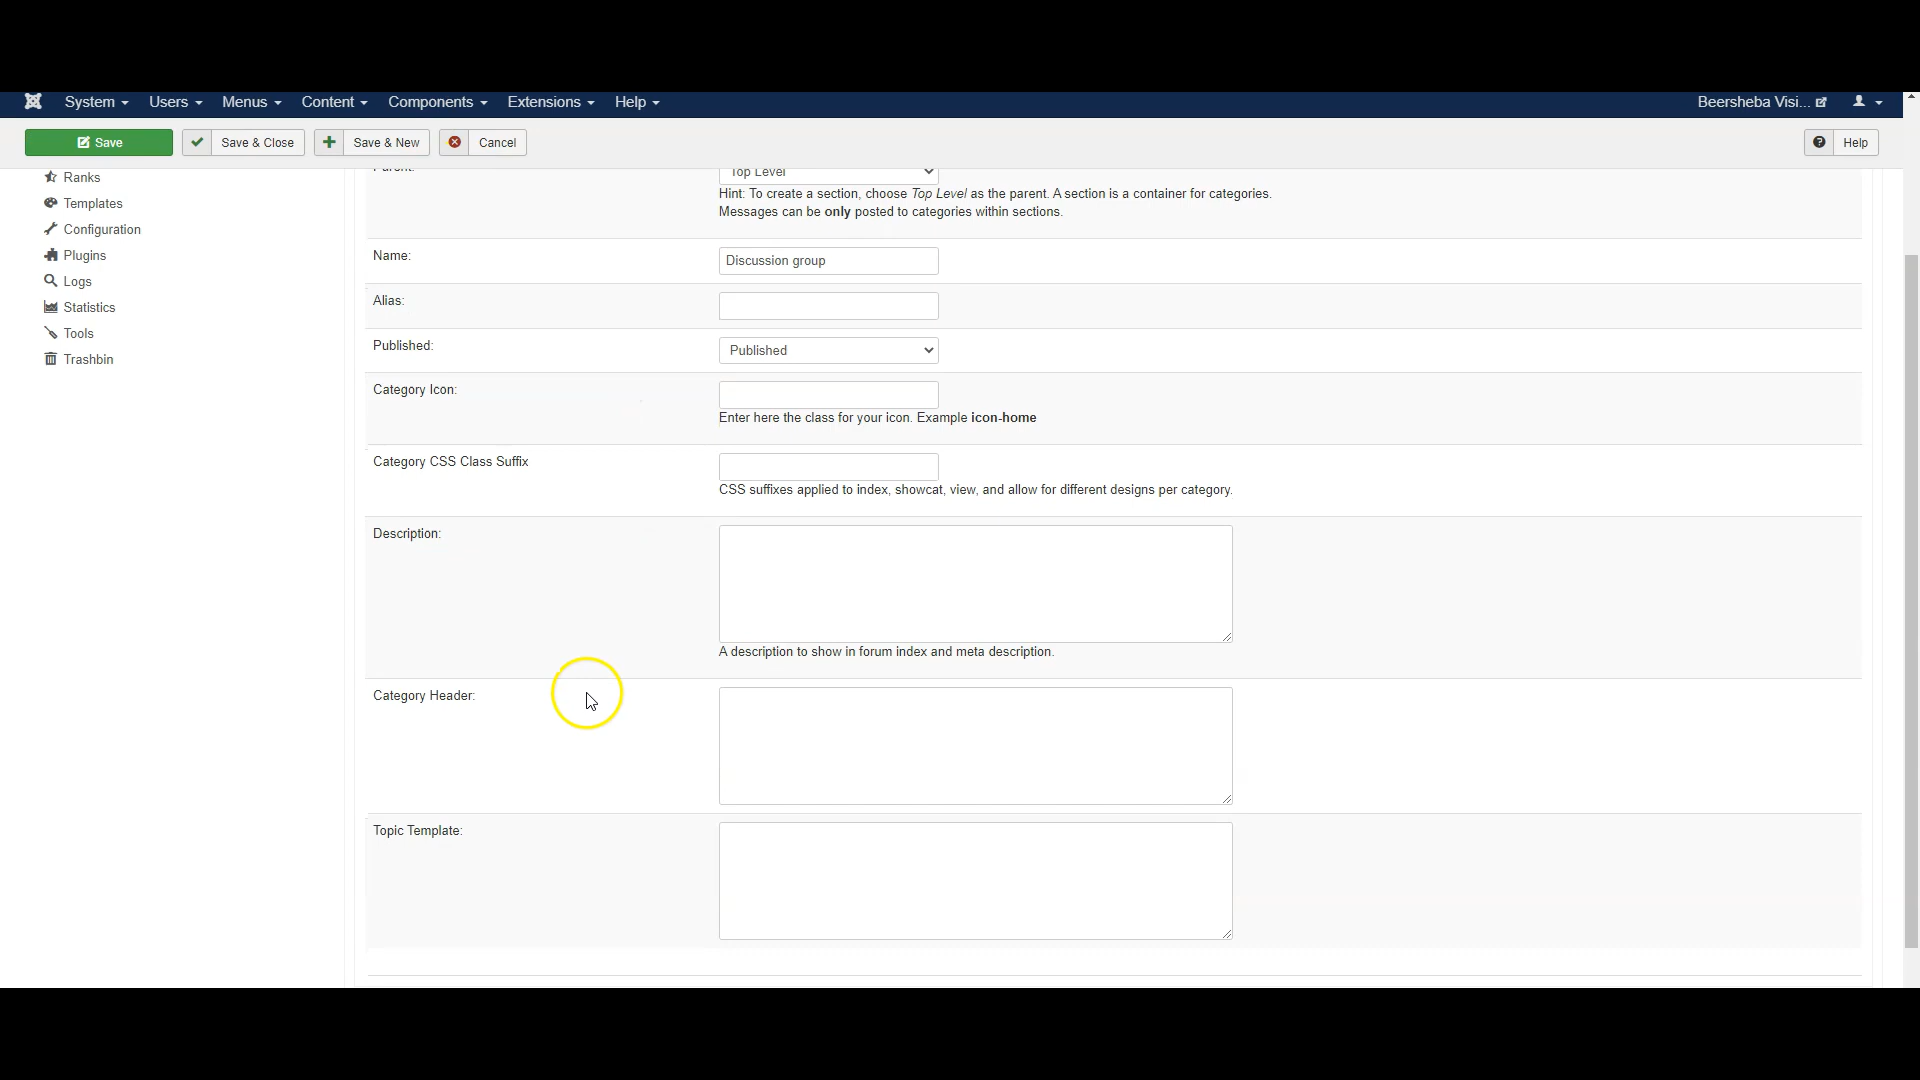 System Users Menus Content Components Extensions Help Beersheba Visi...
Save Save & Close Save & New Cancel Help
Ranks
Templates
Configuration
Plugins
Logs
Statistics
Tools
Trashbin
Parent: Top Level
Hint: To create a section, choose Top Level as the parent. A section is a container for categories.
Messages can be only posted to categories within sections.
Name: Discussion group
Alias:
Published: Published
Category Icon:
Enter here the class for your icon. Example icon-home
Category CSS Class Suffix
CSS suffixes applied to index, showcat, view, and allow for different designs per category.
Description:
A description to show in forum index and meta description.
Category Header:
Topic Template: